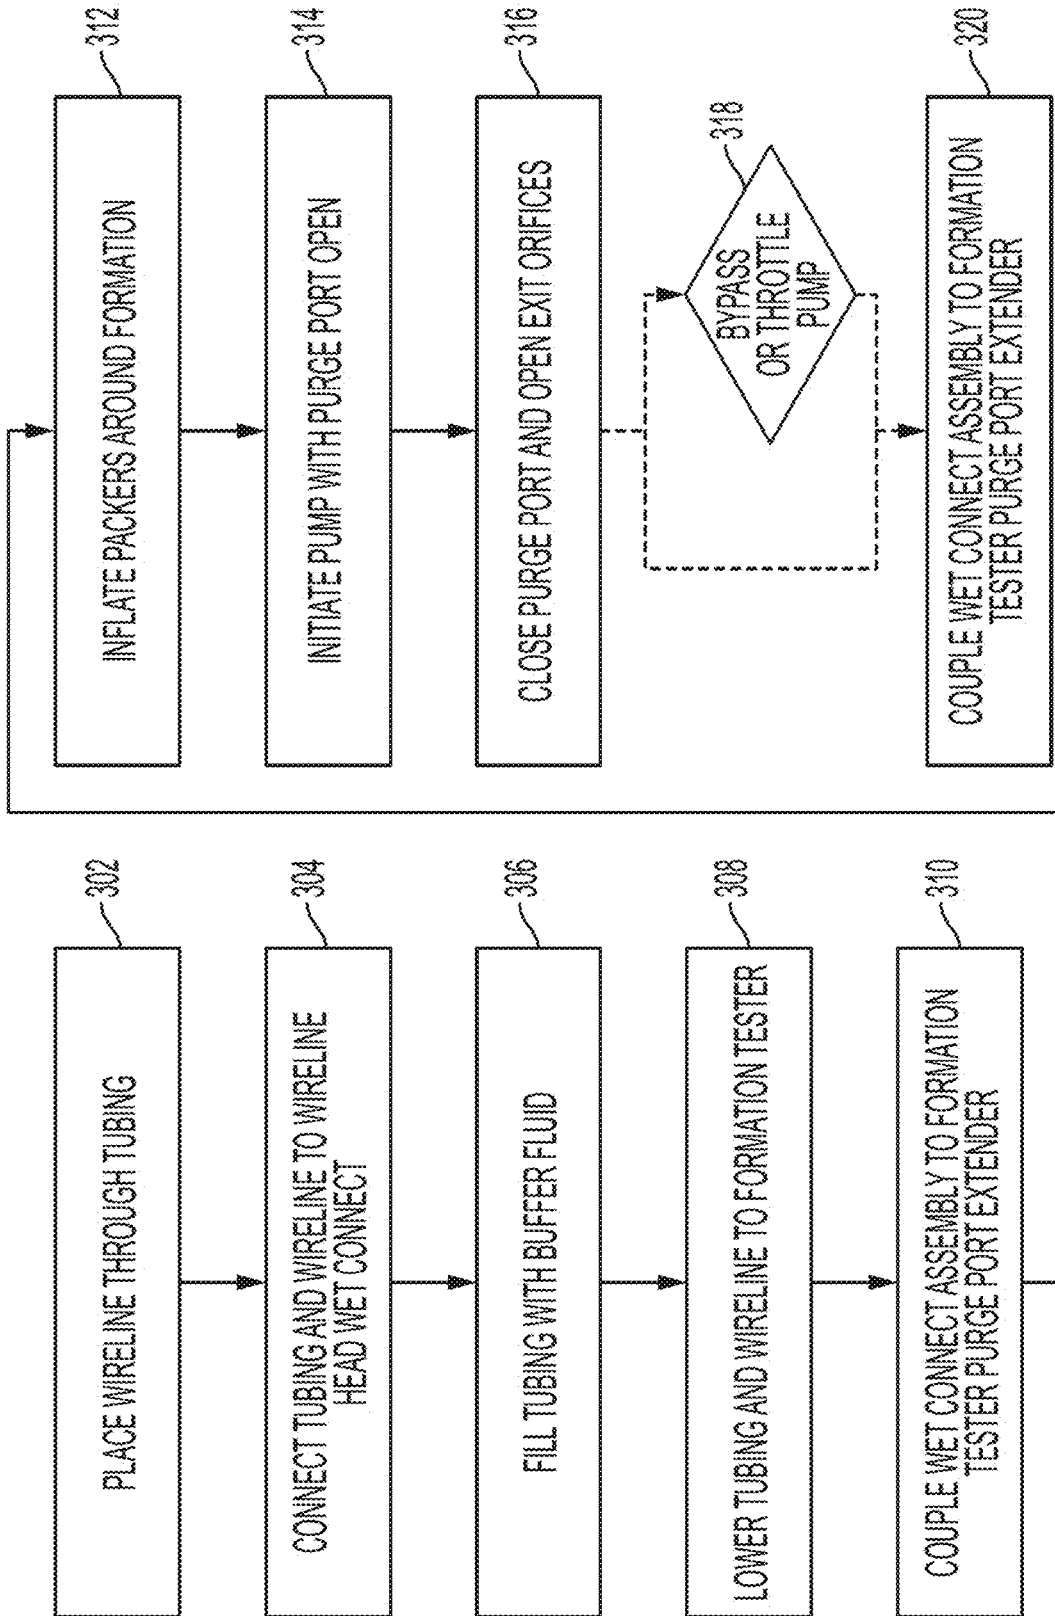 302
PLACE WIRELINE THROUGH TUBING
304
CONNECT TUBING AND WIRELINE TO WIRELINE
HEAD WET CONNECT
306
FILL TUBING WITH BUFFER FLUID
308
LOWER TUBING AND WIRELINE TO FORMATION TESTER
310
COUPLE WET CONNECT ASSEMBLY TO FORMATION
TESTER PURGE PORT EXTENDER
312
INFLATE PACKERS AROUND FORMATION
314
INITIATE PUMP WITH PURGE PORT OPEN
316
CLOSE PURGE PORT AND OPEN EXIT ORIFICES
318
BYPASS
OR THROTTLE
PUMP
320
COUPLE WET CONNECT ASSEMBLY TO FORMATION
TESTER PURGE PORT EXTENDER